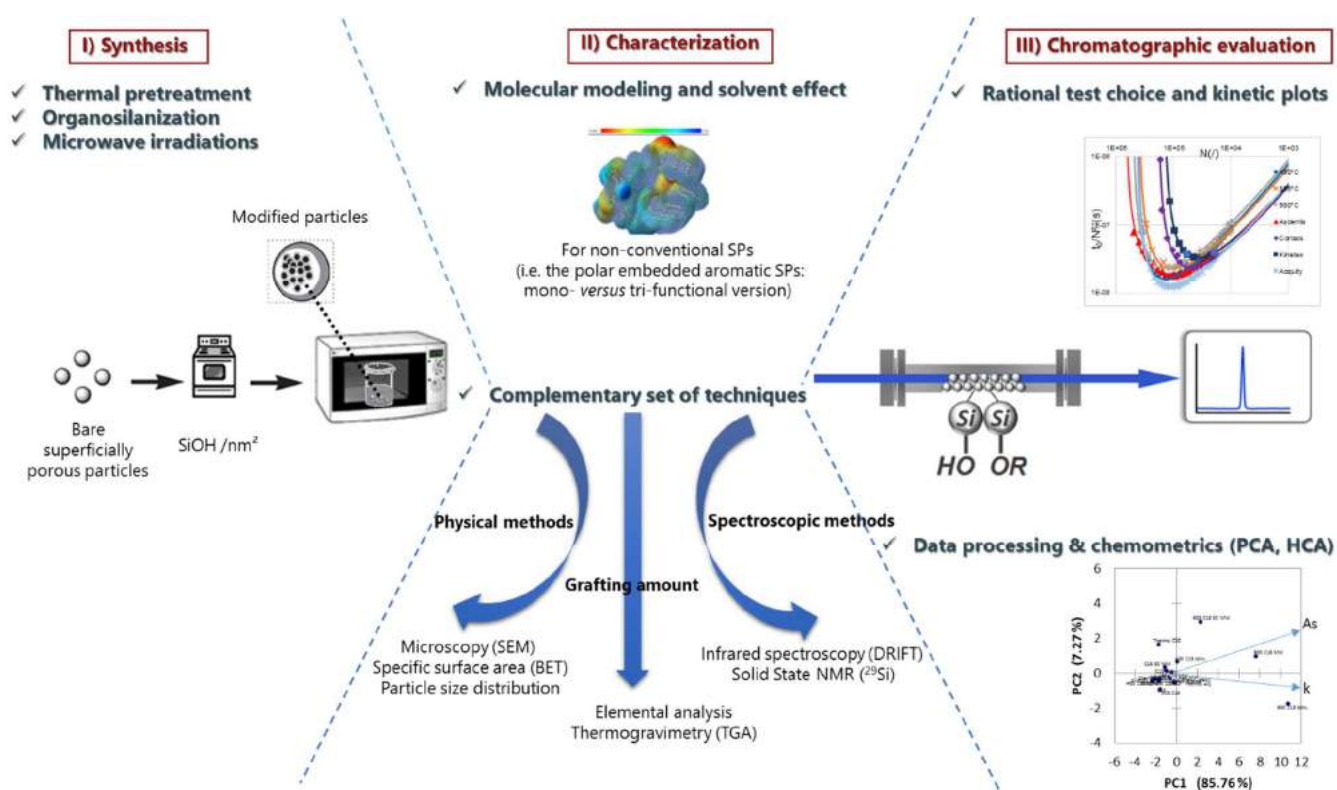 I) Synthesis
✓ Thermal pretreatment
✓ Organosilanization
✓ Microwave irradiations
Modified particles
Bare
superficially
porous particles
SiOH /nm²
II) Characterization
✓ Molecular modeling and solvent effect
For non-conventional SPs
(i.e. the polar embedded aromatic SPs:
mono- versus tri-functional version)
✓ Complementary set of techniques
Physical methods
Grafting amount
Spectroscopic methods
Microscopy (SEM)
Specific surface area (BET)
Particle size distribution
Elemental analysis
Thermogravimetry (TGA)
Infrared spectroscopy (DRIFT)
Solid State NMR (²⁹Si)
III) Chromatographic evaluation
✓ Rational test choice and kinetic plots
N(/)
1E+04
Kinetex
Acquity
Si Si
HO OR
✓ Data processing & chemometrics (PCA, HCA)
PC2 (7.27%)
6
4
2
0
-2
-4
As
k
-6 -4 -2 0 2 4 6 8 10 12
PC1 (85.76%)